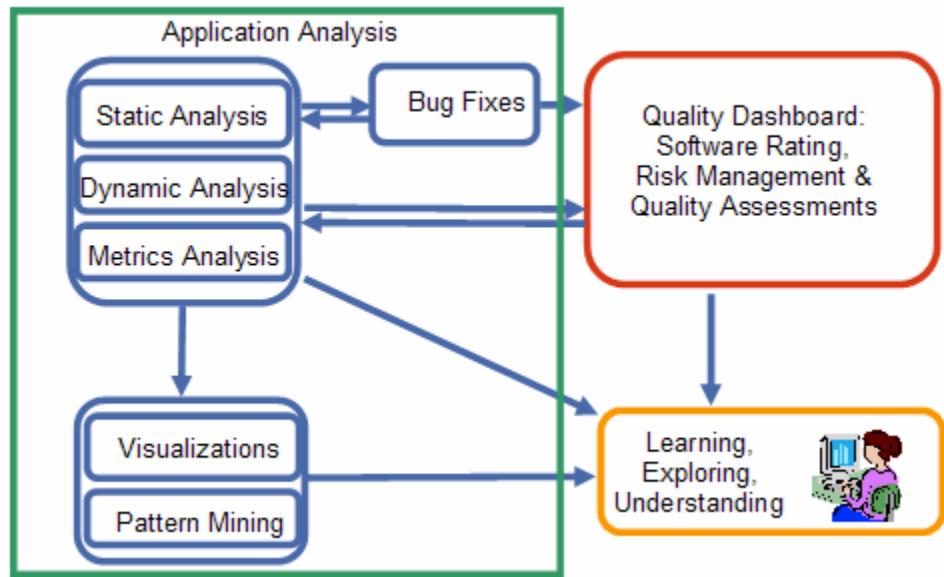 Application Analysis
Static Analysis
Dynamic Analysis
Metrics Analysis
Bug Fixes
Quality Dashboard:
Software Rating,
Risk Management &
Quality Assessments
Visualizations
Pattern Mining
Learning,
Exploring,
Understanding